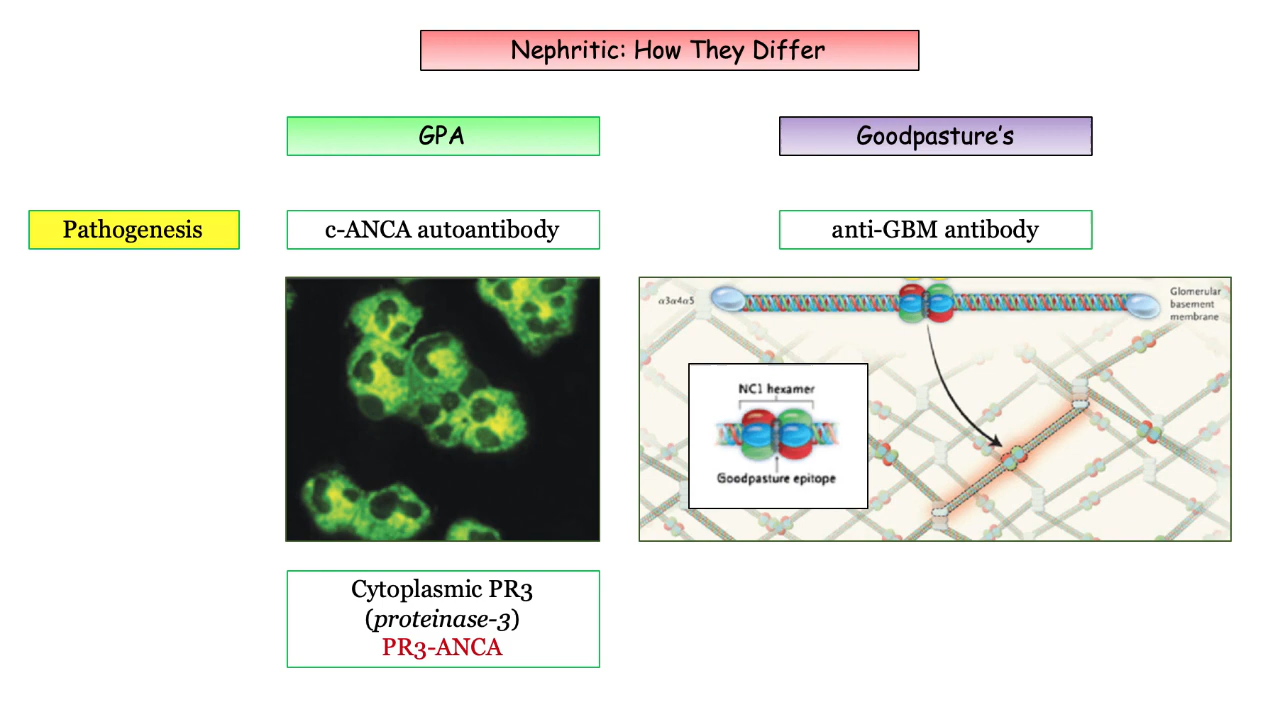 Nephritic: How They Differ
GPA
Goodpasture's
Pathogenesis
c-ANCA autoantibody
anti-GBM antibody
α3α4α5
Glomerular
basement
membrane
NC1 hexamer
Goodpasture epitope
Cytoplasmic PR3
(proteinase-3)
PR3-ANCA